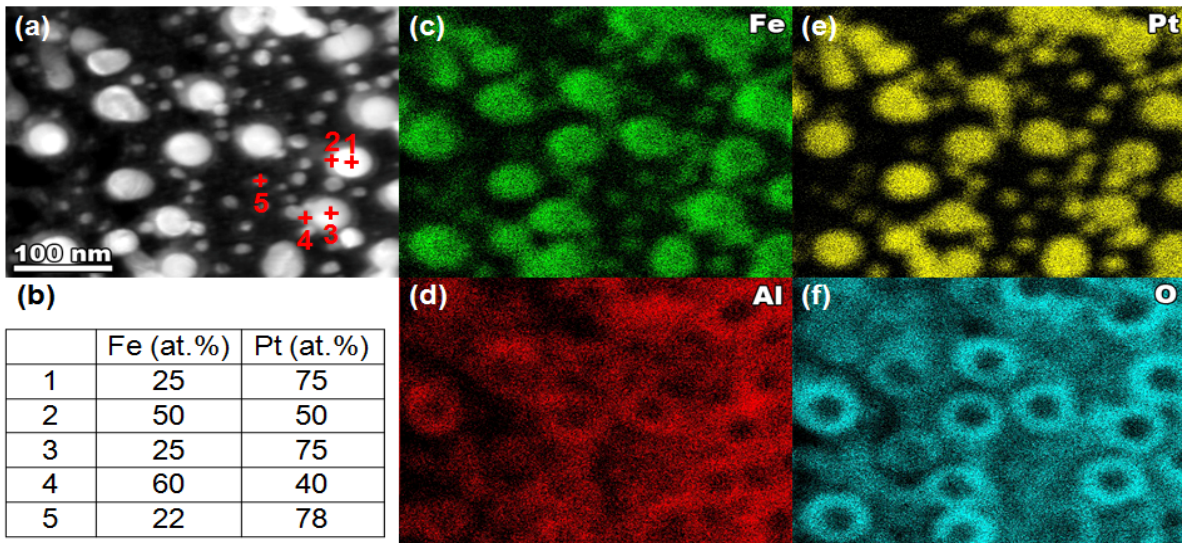 (a)
2 1
5
4 3
100 nm
(b)
Fe (at.%) Pt (at.%)
1 25 75
2 50 50
3 25 75
4 60 40
5 22 78
(c) Fe
(e) Pt
(d) Al
(f) O